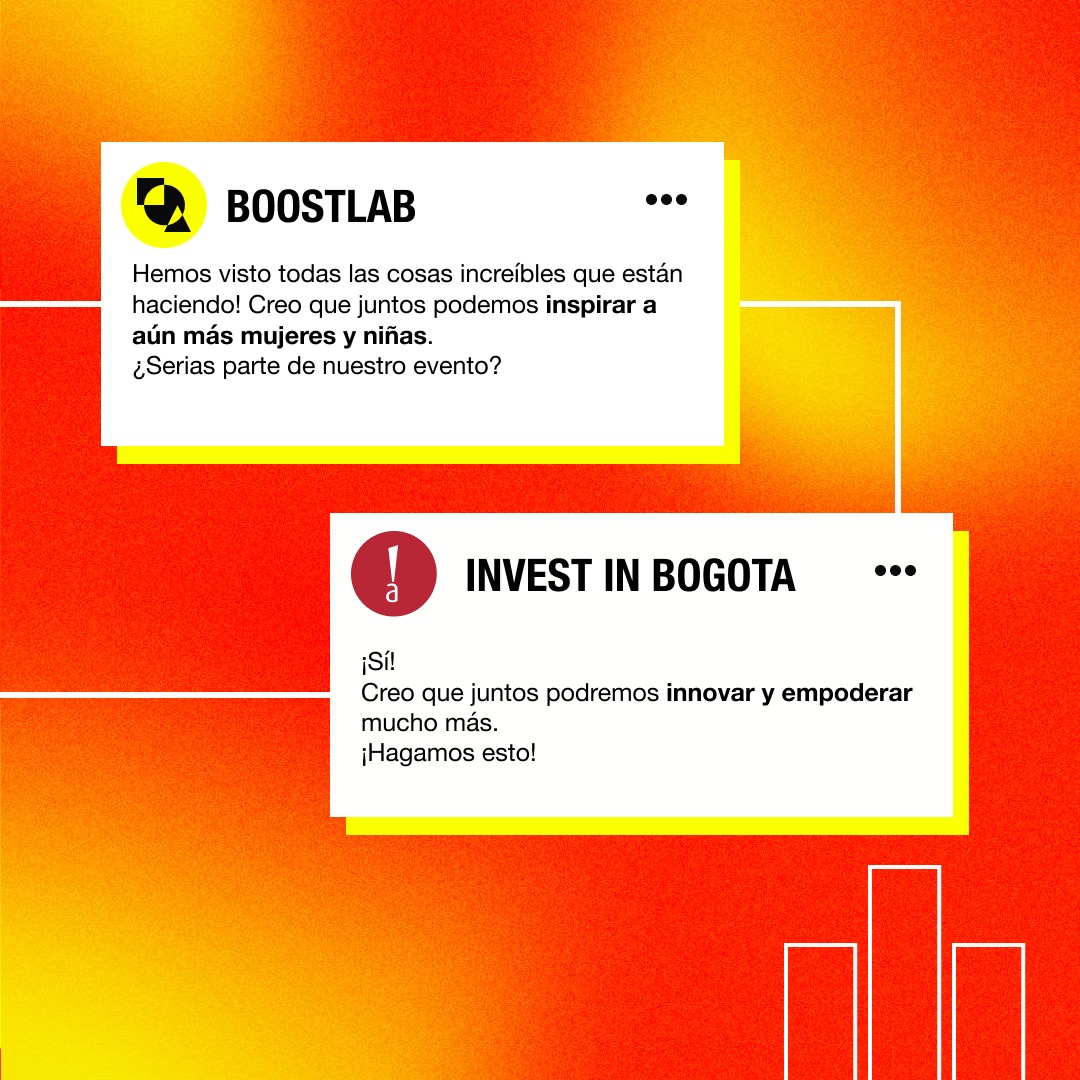 BOOSTLAB
Hemos visto todas las cosas increíbles que están
haciendo! Creo que juntos podemos inspirar a
aún más mujeres y niñas.
¿Serias parte de nuestro evento?
a
INVEST IN BOGOTA
¡Sí!
Creo que juntos podremos innovar y empoderar
mucho más.
¡Hagamos esto!